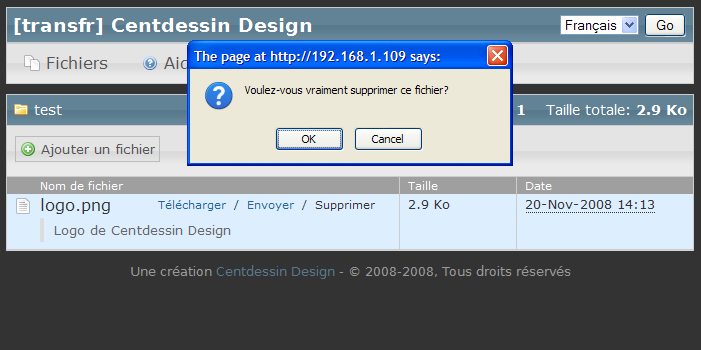 [transfr] Centdessin Design
Français
Go
The page at http://192.168.1.109 says:
Fichiers
Voulez-vous vraiment supprimer ce fichier?
OK
Cancel
test
1
Taille totale: 2.9 Ko
Ajouter un fichier
Nom de fichier
Taille
Date
logo.png
Télécharger / Envoyer / Supprimer
2.9 Ko
20-Nov-2008 14:13
Logo de Centdessin Design
Une création Centdessin Design - © 2008-2008, Tous droits réservés